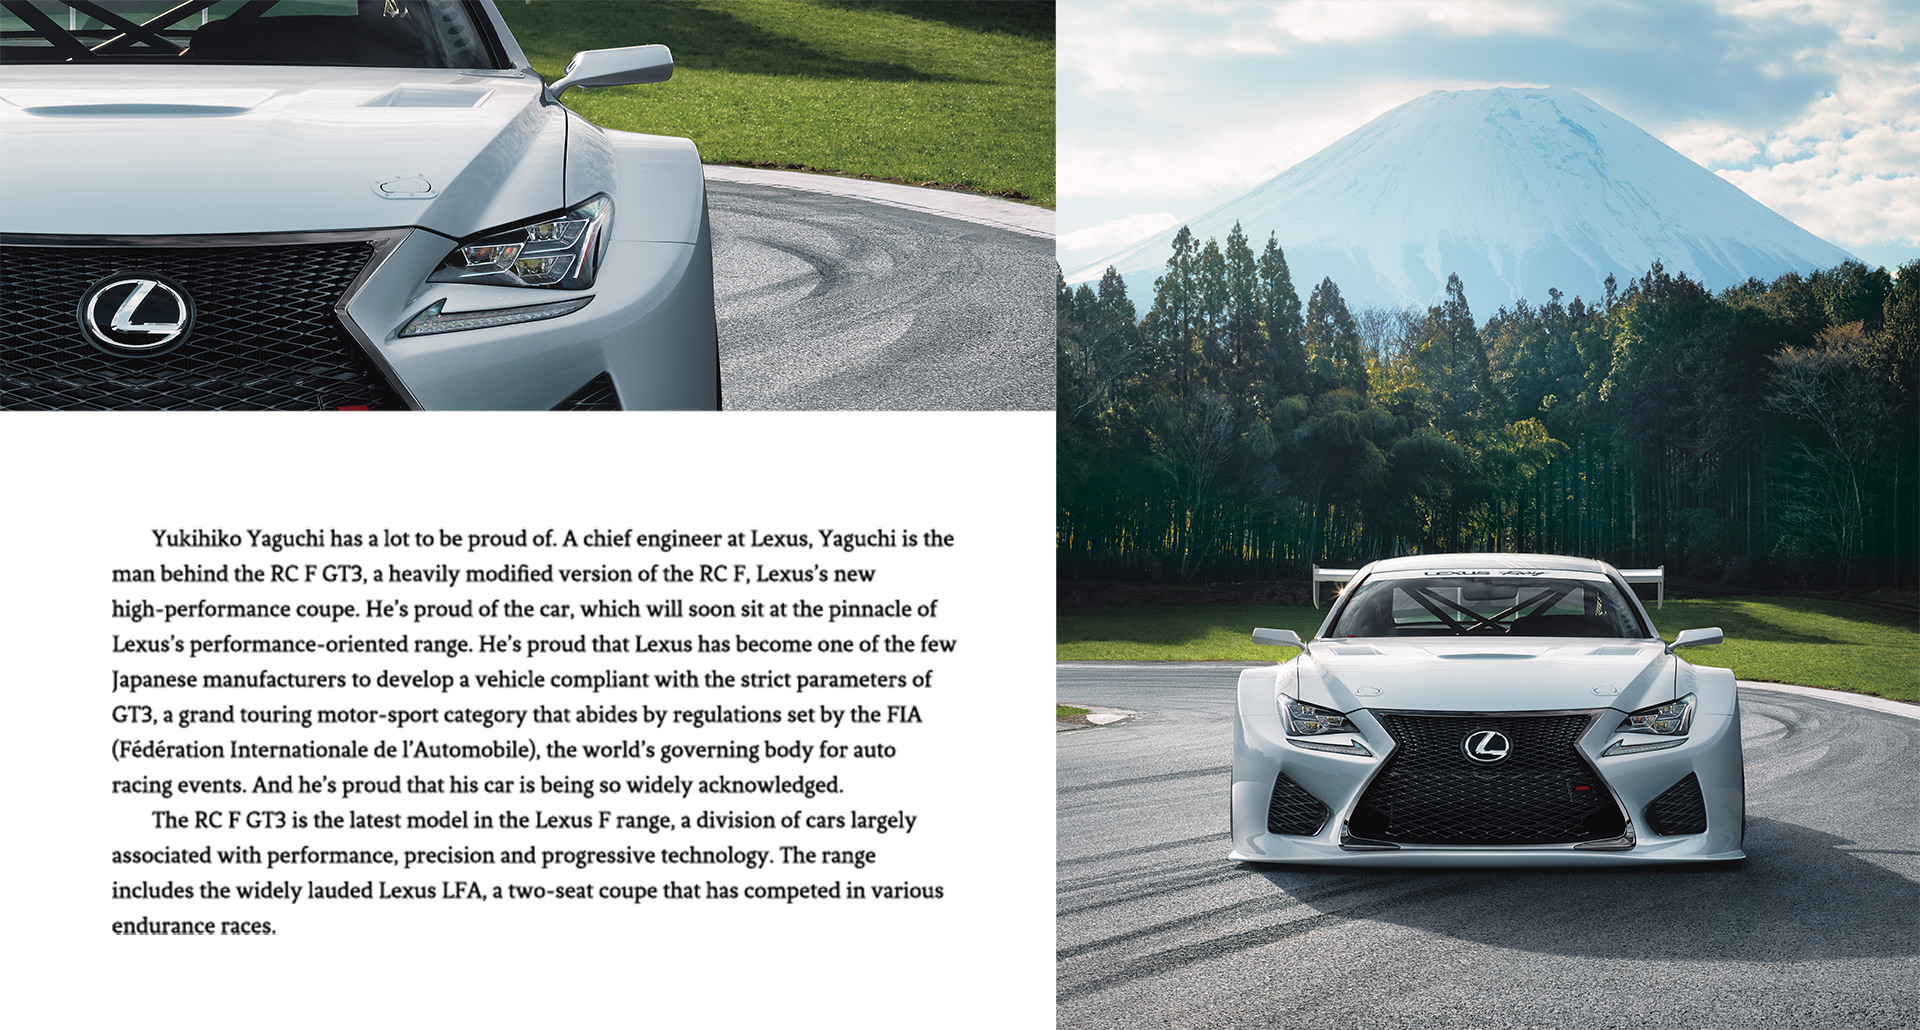 Yukihiko Yaguchi has a lot to be proud of. A chief engineer at Lexus, Yaguchi is the
man behind the RC F GT3, a heavily modified version of the RC F, Lexus’s new
high-performance coupe. He’s proud of the car, which will soon sit at the pinnacle of
Lexus’s performance-oriented range. He’s proud that Lexus has become one of the few
Japanese manufacturers to develop a vehicle compliant with the strict parameters of
GT3, a grand touring motor-sport category that abides by regulations set by the FIA
(Fédération Internationale de l’Automobile), the world’s governing body for auto
racing events. And he’s proud that his car is being so widely acknowledged.
The RC F GT3 is the latest model in the Lexus F range, a division of cars largely
associated with performance, precision and progressive technology. The range
includes the widely lauded Lexus LFA, a two-seat coupe that has competed in various
endurance races.
LEXUS Racing